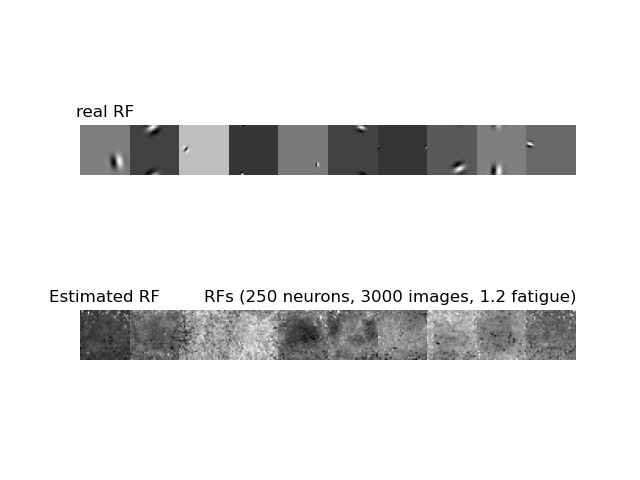 real RF
Estimated RF
RFs (250 neurons, 3000 images, 1.2 fatigue)